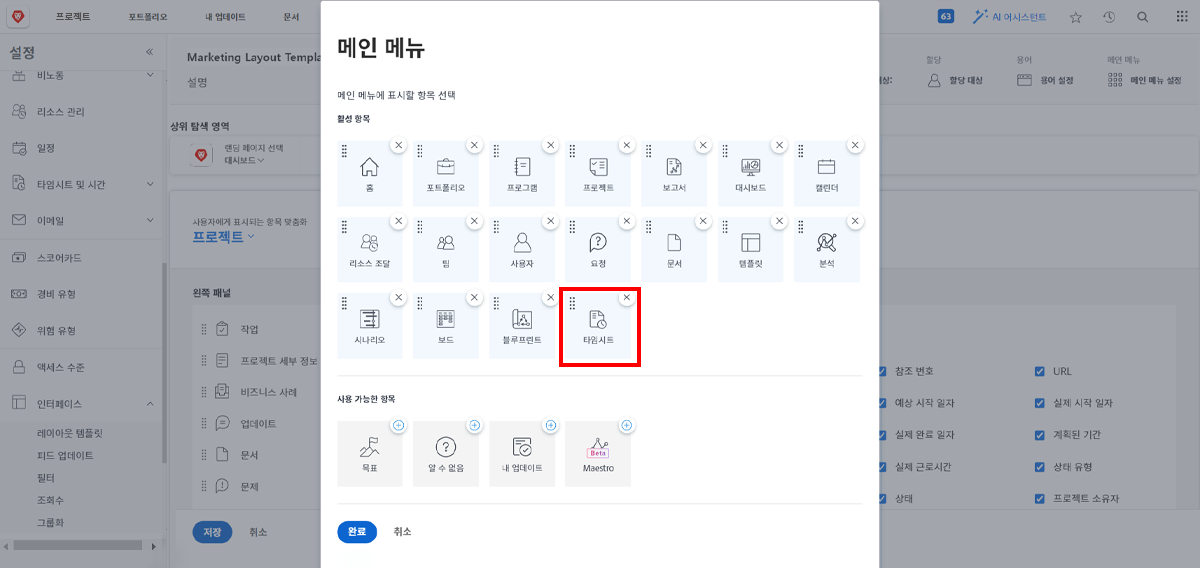 프로젝트 포트폴리오 내 업데이트 문서 63 AI 어시스턴트
설정
비노동
리소스 관리
일정
타임시트 및 시간
이메일
스코어카드
경비 유형
위험 유형
액세스 수준
인터페이스
레이아웃 템플릿
피드 업데이트
필터
조회수
그룹화
Marketing Layout Templa
설명
상위 탐색 영역
랜딩 페이지 선택
대시보드
사용자에게 표시되는 항목 맞춤화
프로젝트
왼쪽 패널
작업
프로젝트 세부 정보
비즈니스 사례
업데이트
문서
문제
저장 취소
메인 메뉴
메인 메뉴에 표시할 항목 선택
활성 항목
홈 포트폴리오 프로그램 프로젝트 보고서 대시보드 캘린더
리소스 조달 팀 사용자 요청 문서 템플릿 분석
시나리오 보드 블루프린트 타임시트
사용 가능한 항목
Beta
목표 알 수 없음 내 업데이트 Maestro
완료 취소
할당 용어 메인 메뉴
대상: 할당 대상 용어 설정 메인 메뉴 설정
참조 번호 URL
예상 시작 일자 실제 시작 일자
실제 완료 일자 계획된 기간
실제 근로시간 상태 유형
상태 프로젝트 소유자